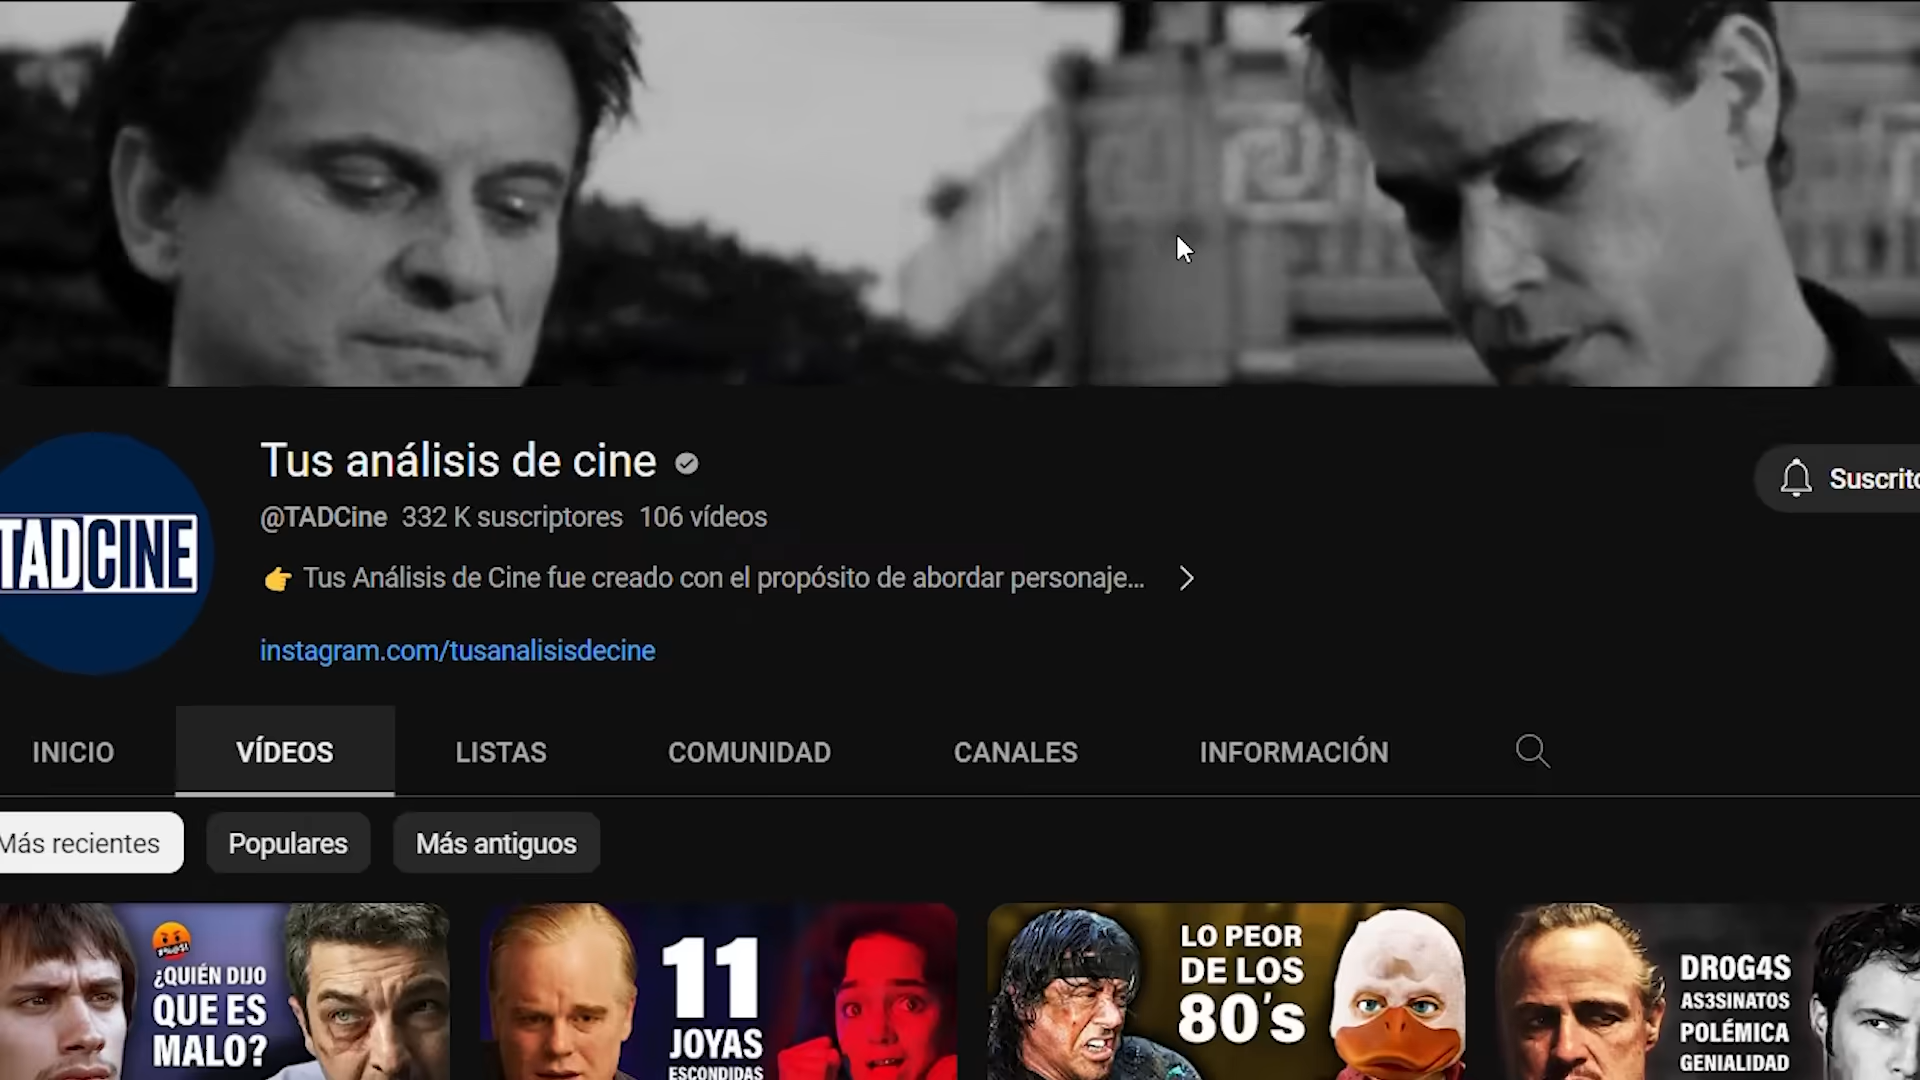 Tus análisis de cine
@TADCine 332 K suscriptores 106 vídeos
👉 Tus Análisis de Cine fue creado con el propósito de abordar personaje...
instagram.com/tusanalisisdecine
TADCINE
Suscrito
INICIO VÍDEOS LISTAS COMUNIDAD CANALES INFORMACIÓN
Más recientes Populares Más antiguos
¿QUIÉN DIJO
QUE ES
MALO?
11
JOYAS
ESCONDIDAS
LO PEOR
DE LOS
80's
DR0G4S
AS3SINATOS
POLÉMICA
GENIALIDAD